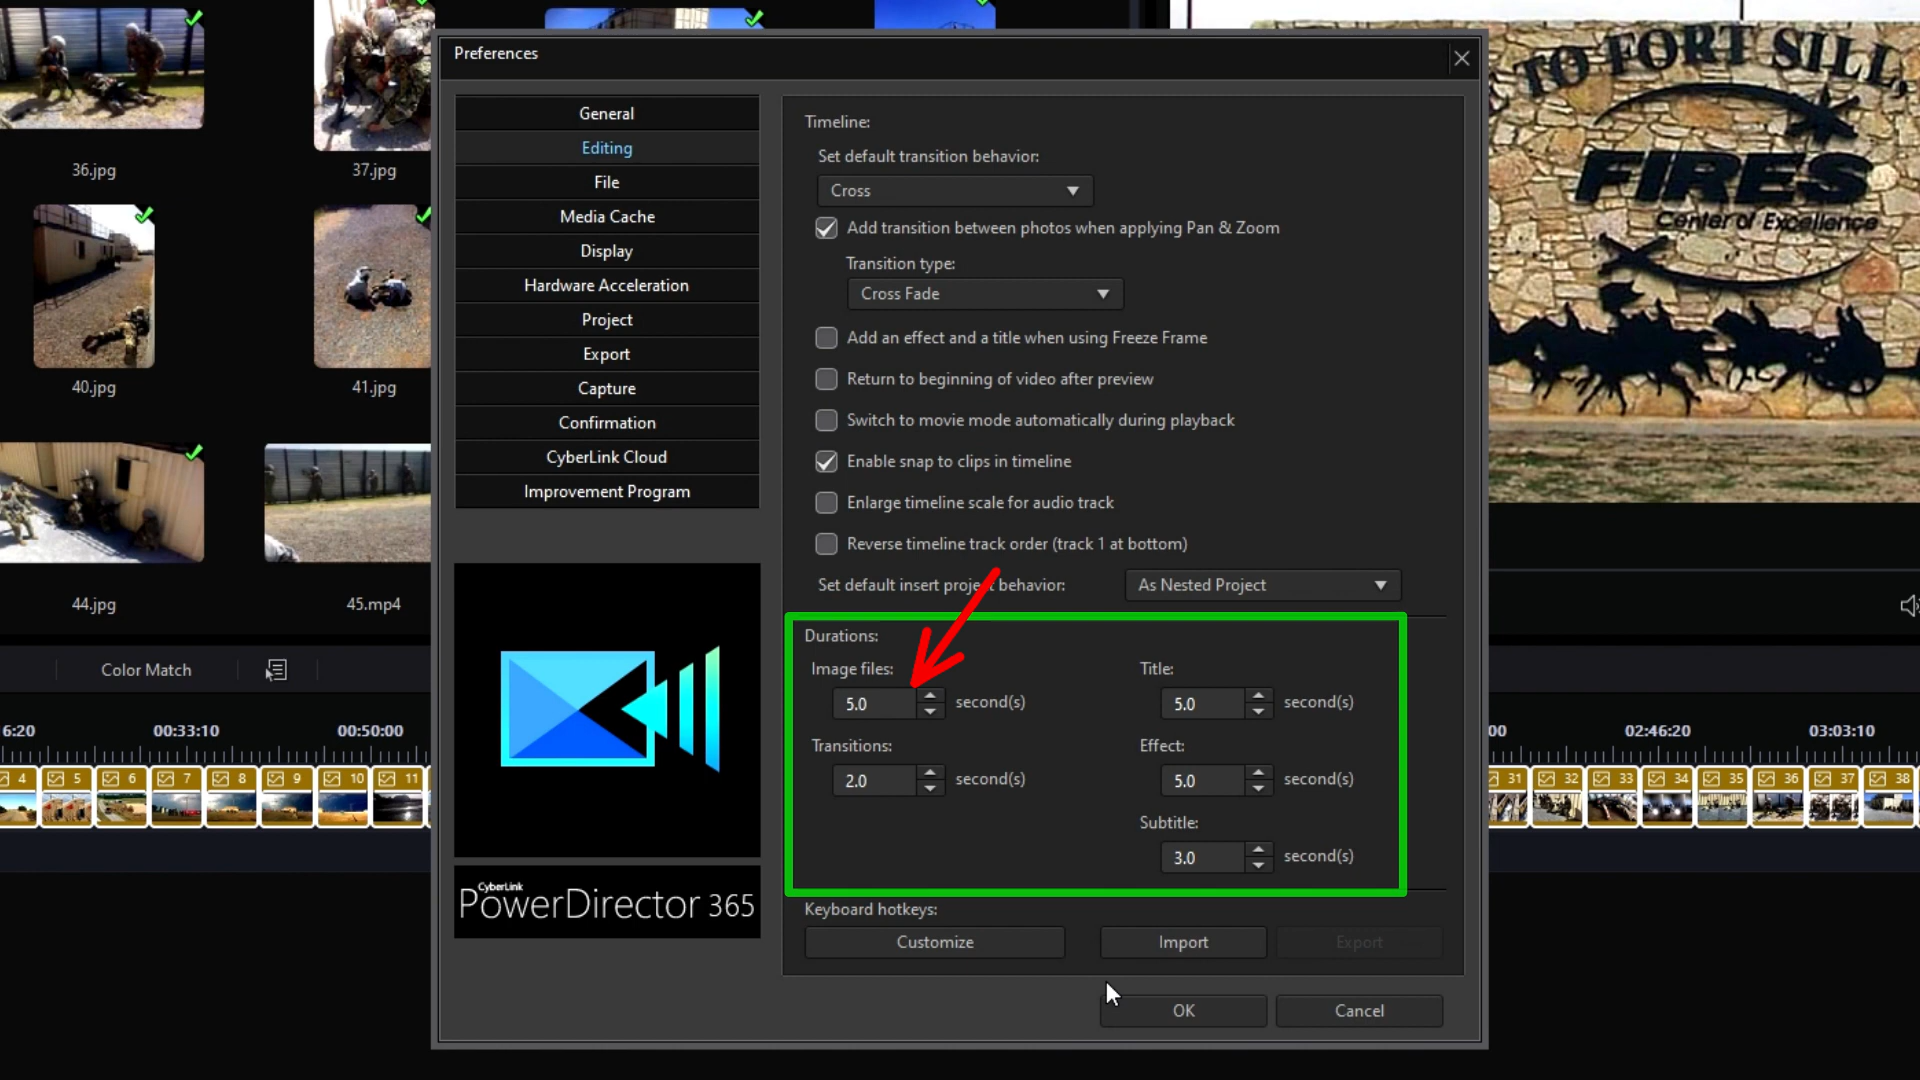 Preferences
TO FORT SILL,
FIRES
Center of Excellence
36.jpg
37.jpg
40.jpg
41.jpg
44.jpg
45.mp4
General
Editing
File
Media Cache
Display
Hardware Acceleration
Project
Export
Capture
Confirmation
CyberLink Cloud
Improvement Program
CyberLink
PowerDirector 365
Timeline:
Set default transition behavior:
Cross
Add transition between photos when applying Pan & Zoom
Transition type:
Cross Fade
Add an effect and a title when using Freeze Frame
Return to beginning of video after preview
Switch to movie mode automatically during playback
Enable snap to clips in timeline
Enlarge timeline scale for audio track
Reverse timeline track order (track 1 at bottom)
Set default insert project behavior: As Nested Project
Durations:
Image files: Title:
5.0 second(s) 5.0 second(s)
Transitions: Effect:
2.0 second(s) 5.0 second(s)
Subtitle:
3.0 second(s)
Keyboard hotkeys:
Customize Import Export
OK Cancel
Color Match
6:20 00:33:10 00:50:00 00 02:46:20 03:03:10
4 5 6 7 8 9 10 11 31 32 33 34 35 36 37 38